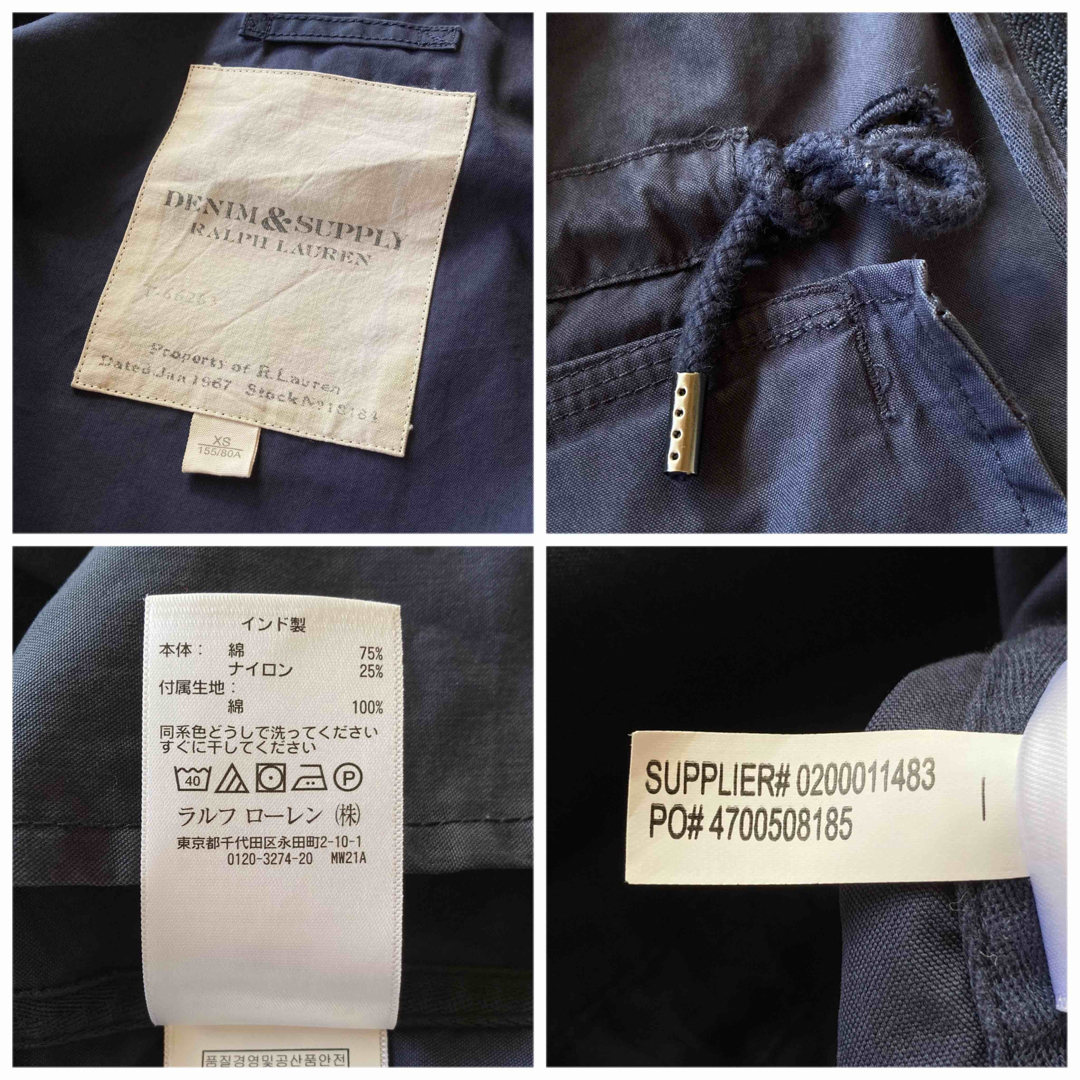 DENIM & SUPPLY
RALPH LAUREN
T-66263
Property of R. Lauren
Dated Jan 1967 Stock No 18184
XS
155/80A
インド製
本体: 綿 75%
ナイロン 25%
付属生地:
綿 100%
同系色どうしで洗ってください
すぐに干してください
40 P
ラルフ ローレン (株)
東京都千代田区永田町2-10-1
0120-3274-20 MW21A
품질경영및공산품안전
SUPPLIER# 0200011483
PO# 4700508185